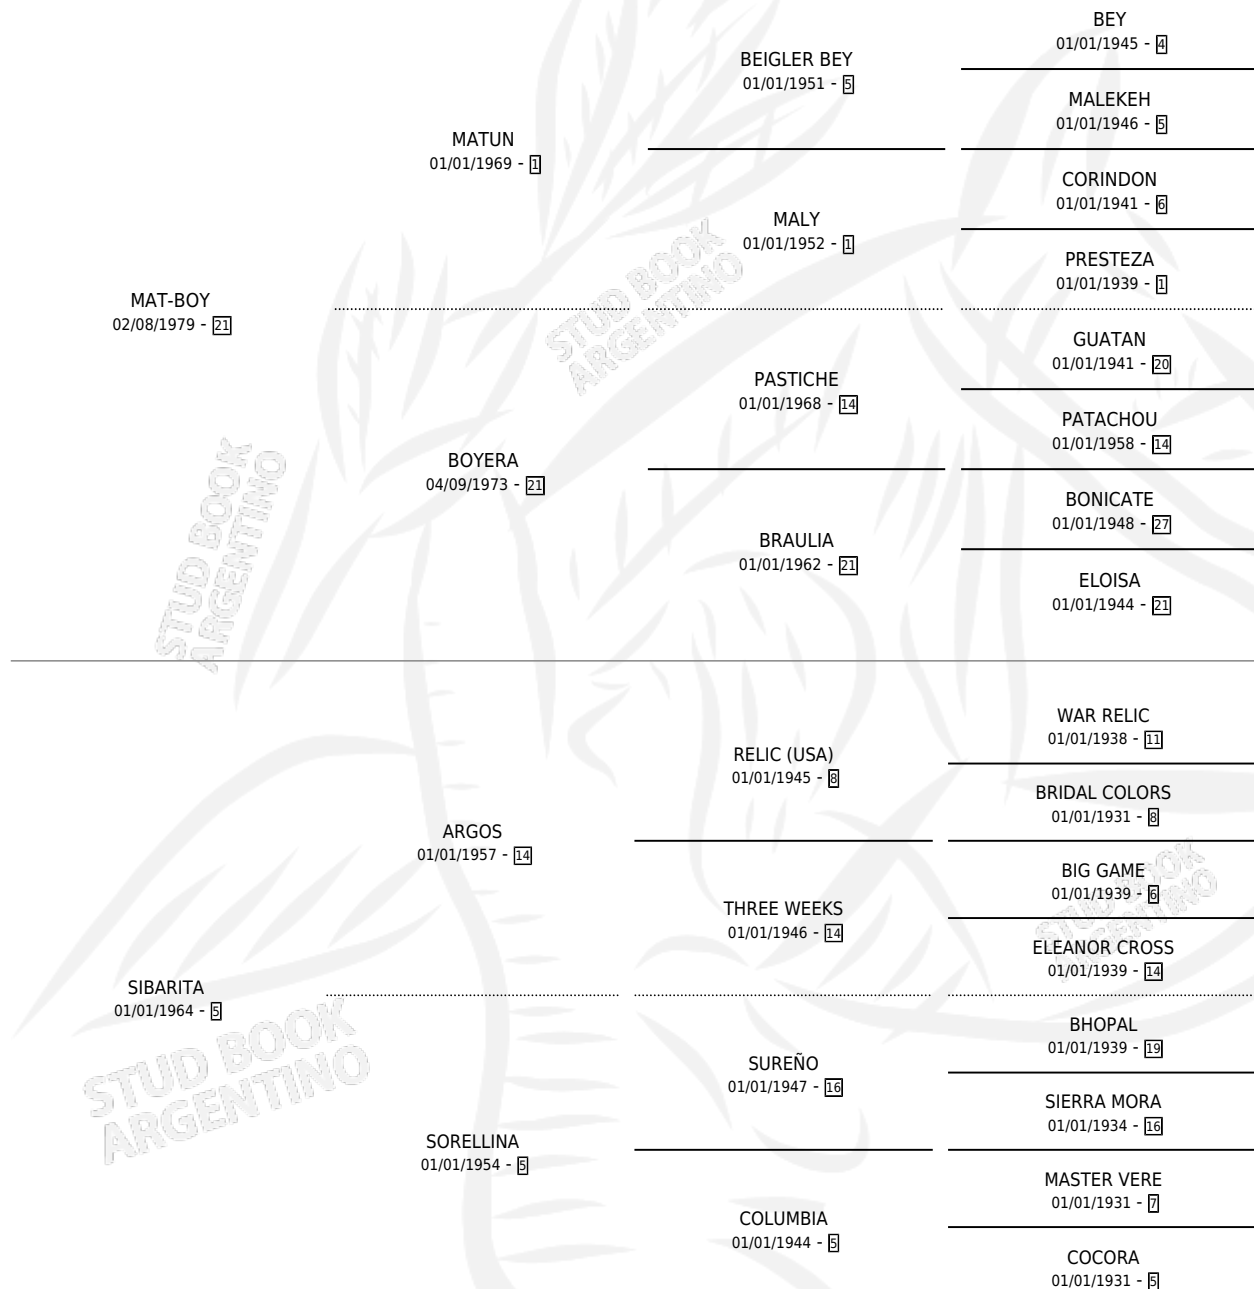 BEY
01/01/1945 - 4
BEIGLER BEY
01/01/1951 - 5
MALEKEH
01/01/1946 - 5
MATUN
01/01/1969 - 1
CORINDON
01/01/1941 - 6
MALY
01/01/1952 - 1
PRESTEZA
01/01/1939 - 1
MAT-BOY
02/08/1979 - 21
GUATAN
01/01/1941 - 20
PASTICHE
01/01/1968 - 14
PATACHOU
01/01/1958 - 14
BOYERA
04/09/1973 - 21
BONICATE
01/01/1948 - 27
BRAULIA
01/01/1962 - 21
ELOISA
01/01/1944 - 21
WAR RELIC
01/01/1938 - 11
RELIC (USA)
01/01/1945 - 8
BRIDAL COLORS
01/01/1931 - 8
ARGOS
01/01/1957 - 14
BIG GAME
01/01/1939 - 6
THREE WEEKS
01/01/1946 - 14
ELEANOR CROSS
01/01/1939 - 14
SIBARITA
01/01/1964 - 5
BHOPAL
01/01/1939 - 19
SUREÑO
01/01/1947 - 16
SIERRA MORA
01/01/1934 - 16
SORELLINA
01/01/1954 - 5
MASTER VERE
01/01/1931 - 7
COLUMBIA
01/01/1944 - 5
COCORA
01/01/1931 - 5
STUD BOOK
ARGENTINO
STUD BOOK
ARGENTINO
STUD BOOK
ARGENTINO
STUD BOOK
ARGENTINO